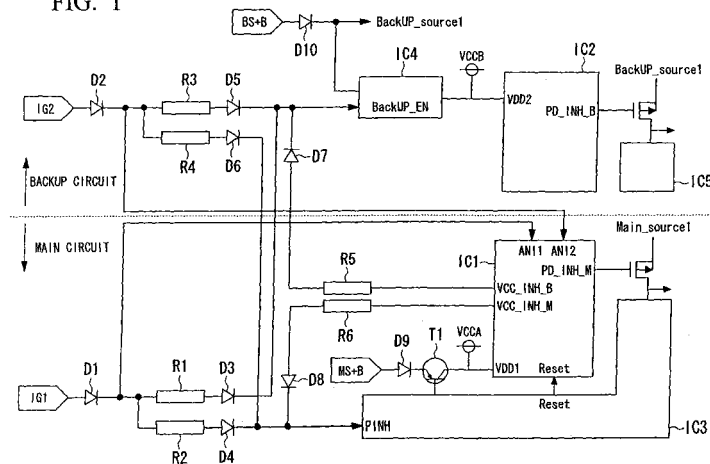 FIG. 1
BS+B
D10
BackUP_source1
IC4
VCCB
IC2
BackUP_source1
D2
R3
D5
IG2
BackUP_EN
VDD2
PD_INH_B
R4
D6
D7
IC5
BACKUP CIRCUIT
MAIN CIRCUIT
ANI1 ANI2
Main_source1
IC1
PD_INH_M
R5
VCC_INH_B
R6
VCC_INH_M
T1
VCCA
D9
D1
R1
D3
D8
MS+B
VDD1
Reset
IG1
Reset
R2
D4
PINH
IC3